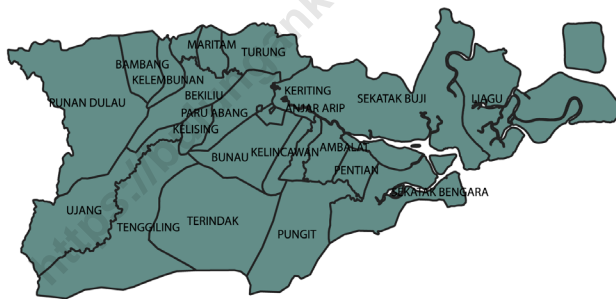 MARITAM
TURUNG
BAMBANG
KELEMBUNAN
BEKILIU
KERITING
RUNAN DULAU
SEKATAK BUJI
LIAGU
PARU ABANG
ANJAR ARIP
KELISING
AMBALAT
BUNAU
KELINCAWAN
PENTIAN
SEKATAK BENGARA
UJANG
TENGGILING
TERINDAK
PUNGIT